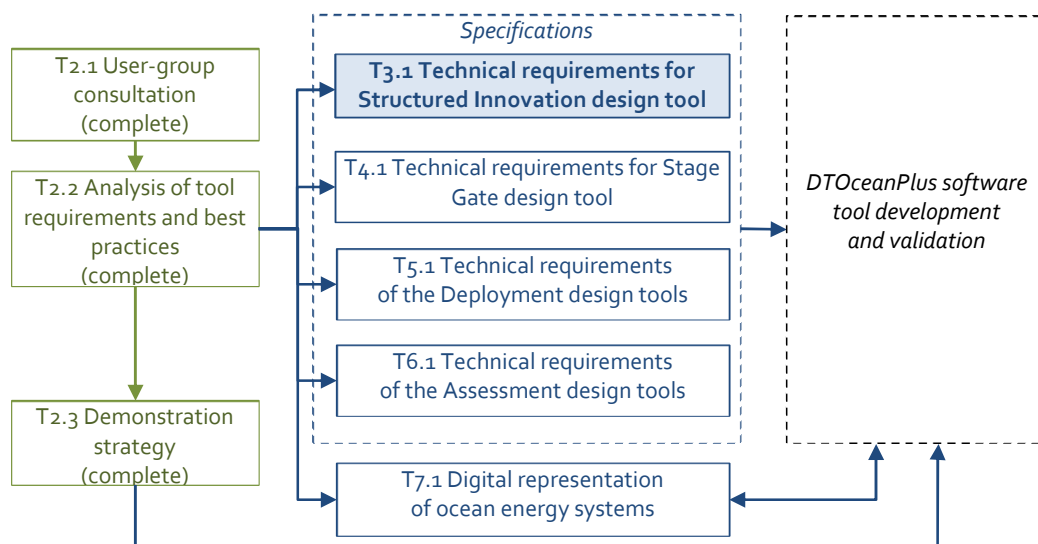 T2.1 User-group
consultation
(complete)
T2.2 Analysis of tool
requirements and best
practices
(complete)
T2.3 Demonstration
strategy
(complete)
Specifications
T3.1 Technical requirements for
Structured Innovation design tool
T4.1 Technical requirements for Stage
Gate design tool
T5.1 Technical requirements
of the Deployment design tools
T6.1 Technical requirements
of the Assessment design tools
T7.1 Digital representation
of ocean energy systems
DTOceanPlus software
tool development
and validation